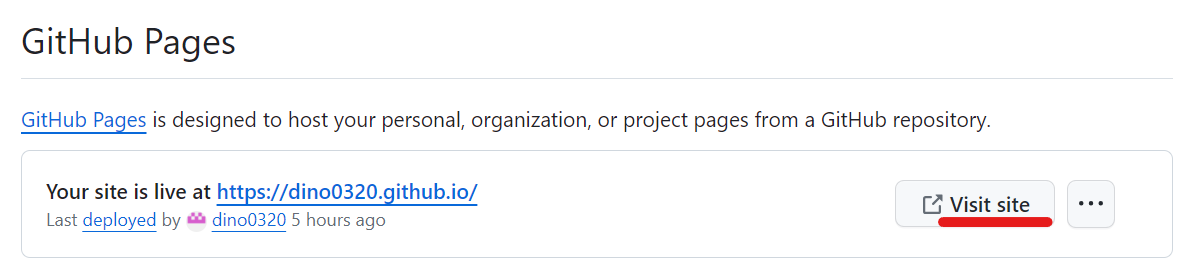 GitHub Pages
GitHub Pages is designed to host your personal, organization, or project pages from a GitHub repository.
Your site is live at https://dino0320.github.io/
Last deployed by dino0320 5 hours ago
Visit site